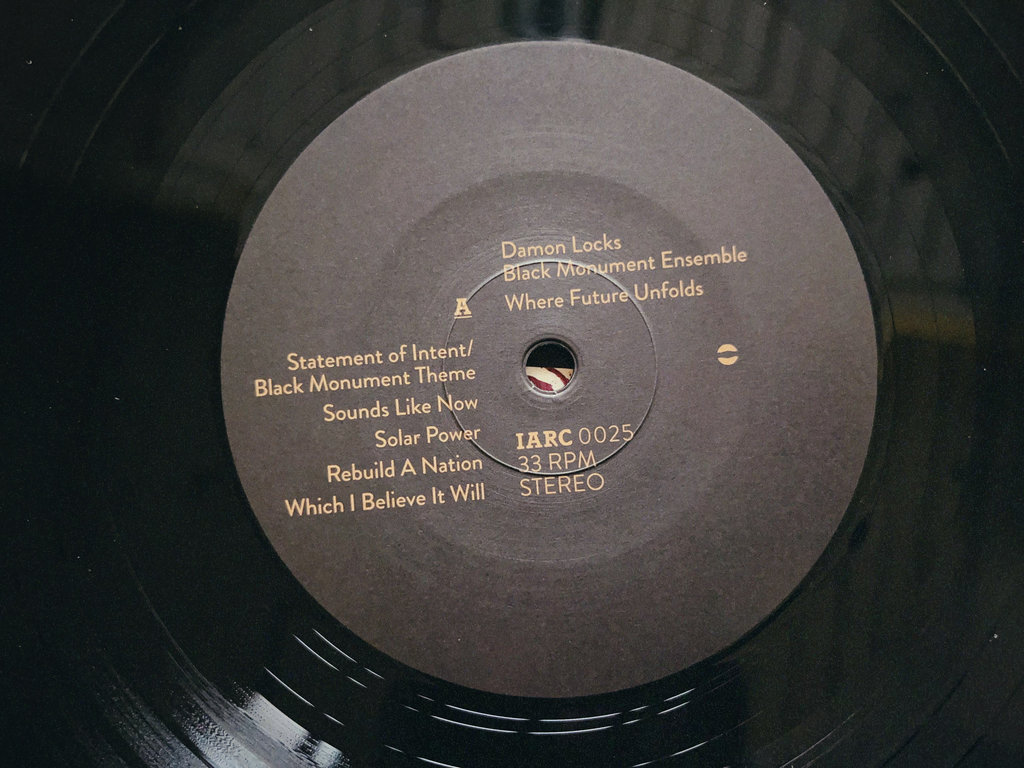 Damon Locks
Black Monument Ensemble
Where Future Unfolds
A
Statement of Intent/
Black Monument Theme
Sounds Like Now
Solar Power
Rebuild A Nation
Which I Believe It Will
IARC 0025
33 RPM
STEREO